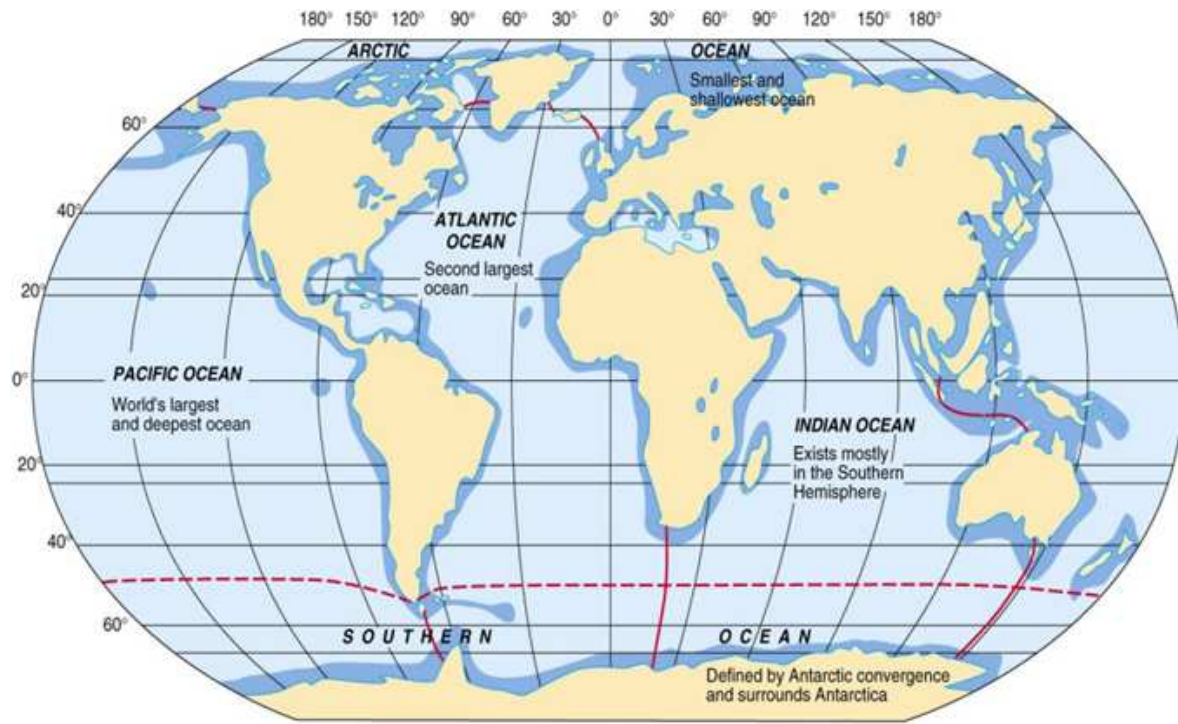 180° 150° 120° 90° 60° 30° 0° 30° 60° 90° 120° 150° 180°
ARCTIC OCEAN
Smallest and
shallowest ocean
60°
40°
ATLANTIC
OCEAN
Second largest
ocean
20°
PACIFIC OCEAN
0°
World's largest
and deepest ocean
INDIAN OCEAN
Exists mostly
in the Southern
Hemisphere
20°
40°
60°
SOUTHERN OCEAN
Defined by Antarctic convergence
and surrounds Antarctica